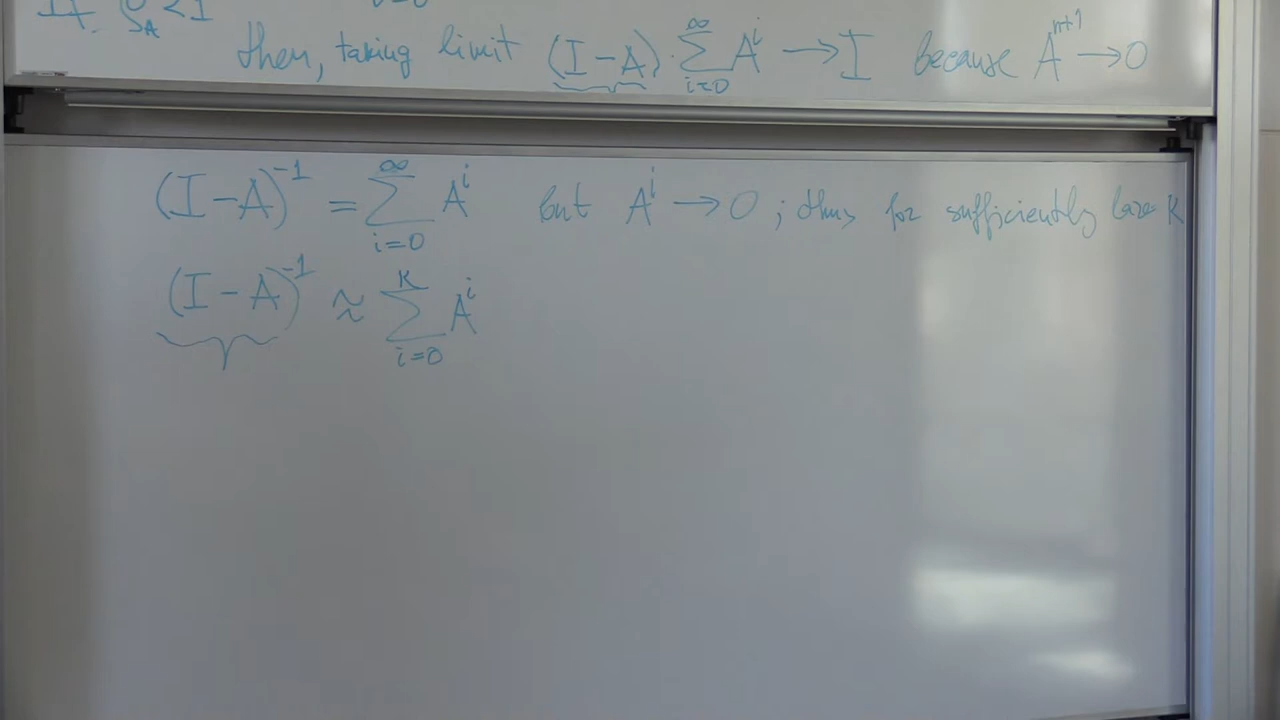 If ρ_A < 1
then, taking limit (I-A)·∑_{i=0}^{∞} A^i → I because A^{n+1} → 0
(I-A)^{-1} = ∑_{i=0}^{∞} A^i but A^i → 0; thus for sufficiently large K
(I-A)^{-1} ≈ ∑_{i=0}^{K} A^i